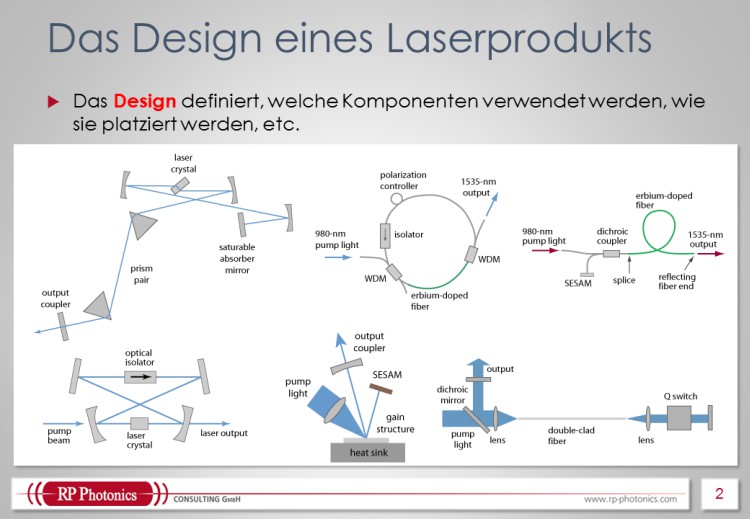 Das Design eines Laserprodukts
Das Design definiert, welche Komponenten verwendet werden, wie
sie platziert werden, etc.
laser
crystal
saturable
absorber
mirror
prism
pair
output
coupler
polarization
controller
1535-nm
output
980-nm
pump light
isolator
WDM
WDM
erbium-doped
fiber
erbium-doped
fiber
980-nm
pump light
dichroic
coupler
1535-nm
output
SESAM
splice
reflecting
fiber end
optical
isolator
pump
beam
laser
crystal
laser output
output
coupler
SESAM
pump
light
gain
structure
heat sink
output
dichroic
mirror
pump
light
lens
double-clad
fiber
lens
Q switch
RP Photonics
CONSULTING GmbH
www.rp-photonics.com
2